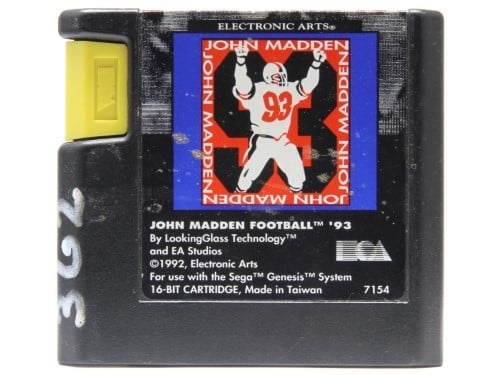 ELECTRONIC ARTS®
JOHN MADDEN
JOHN MADDEN
JOHN MADDEN
JOHN MADDEN
93
93
JOHN MADDEN FOOTBALL™ '93
By LookingGlass Technology™
and EA Studios
©1992, Electronic Arts
For use with the Sega™ Genesis™ System
16-BIT CARTRIDGE, Made in Taiwan
7154
EA
362